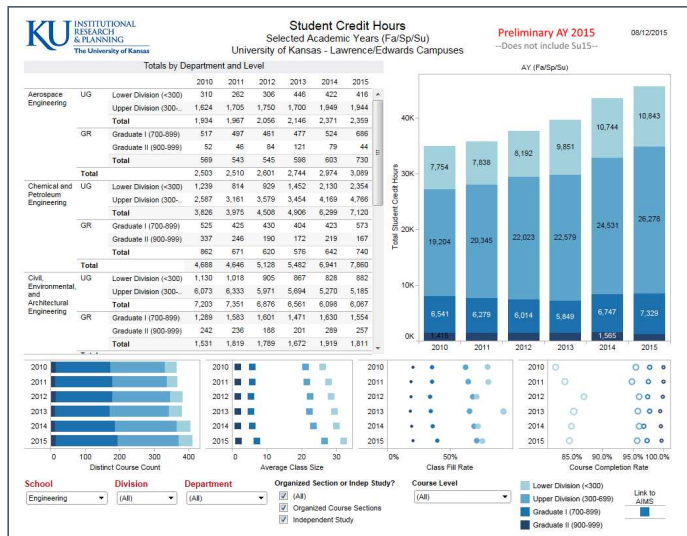 KU INSTITUTIONAL
RESEARCH
& PLANNING
The University of Kansas
Student Credit Hours
Selected Academic Years (Fa/Sp/Su)
University of Kansas - Lawrence/Edwards Campuses
Preliminary AY 2015
--Does not include Su15--
08/12/2015
Totals by Department and Level
2010 2011 2012 2013 2014 2015
Aerospace Engineering UG Lower Division (<300) 310 262 306 446 422 416
Upper Division (300-.. 1,624 1,705 1,750 1,700 1,949 1,944
Total 1,934 1,967 2,056 2,146 2,371 2,359
GR Graduate I (700-899) 517 497 461 477 524 686
Graduate II (900-999) 52 46 84 121 79 44
Total 569 543 545 598 603 730
Total 2,503 2,510 2,601 2,744 2,974 3,089
Chemical and Petroleum Engineering UG Lower Division (<300) 1,239 814 929 1,452 2,130 2,354
Upper Division (300-.. 2,587 3,161 3,579 3,454 4,169 4,766
Total 3,826 3,975 4,508 4,906 6,299 7,120
GR Graduate I (700-899) 525 425 430 404 423 573
Graduate II (900-999) 337 246 190 172 219 167
Total 862 671 620 576 642 740
Total 4,688 4,646 5,128 5,482 6,941 7,860
Civil, Environmental, and Architectural Engineering UG Lower Division (<300) 1,130 1,018 905 867 828 882
Upper Division (300-.. 6,073 6,333 5,971 5,694 5,270 5,185
Total 7,203 7,351 6,876 6,561 6,098 6,067
GR Graduate I (700-899) 1,289 1,583 1,601 1,471 1,630 1,554
Graduate II (900-999) 242 236 188 201 289 257
Total 1,531 1,819 1,789 1,672 1,919 1,811
AY (Fa/Sp/Su)
Total Student Credit Hours
40K
30K
20K
10K
0K
7,754 7,838 8,192 9,851 10,744 10,843
19,204 20,345 22,023 22,579 24,531 26,278
6,541 6,279 6,014 5,849 6,747 7,329
1,415 1,565
2010 2011 2012 2013 2014 2015
2010
2011
2012
2013
2014
2015
0 100 200 300 400
Distinct Course Count
2010
2011
2012
2013
2014
2015
0 10 20 30
Average Class Size
2010
2011
2012
2013
2014
2015
0% 50%
Class Fill Rate
2010
2011
2012
2013
2014
2015
85.0% 90.0% 95.0% 100.0%
Course Completion Rate
School
Engineering
Division
(All)
Department
(All)
Organized Section or Indep Study?
(All)
Organized Course Sections
Independent Study
Course Level
(All)
Lower Division (<300)
Upper Division (300-699)
Graduate I (700-899)
Graduate II (900-999)
Link to
AIMS